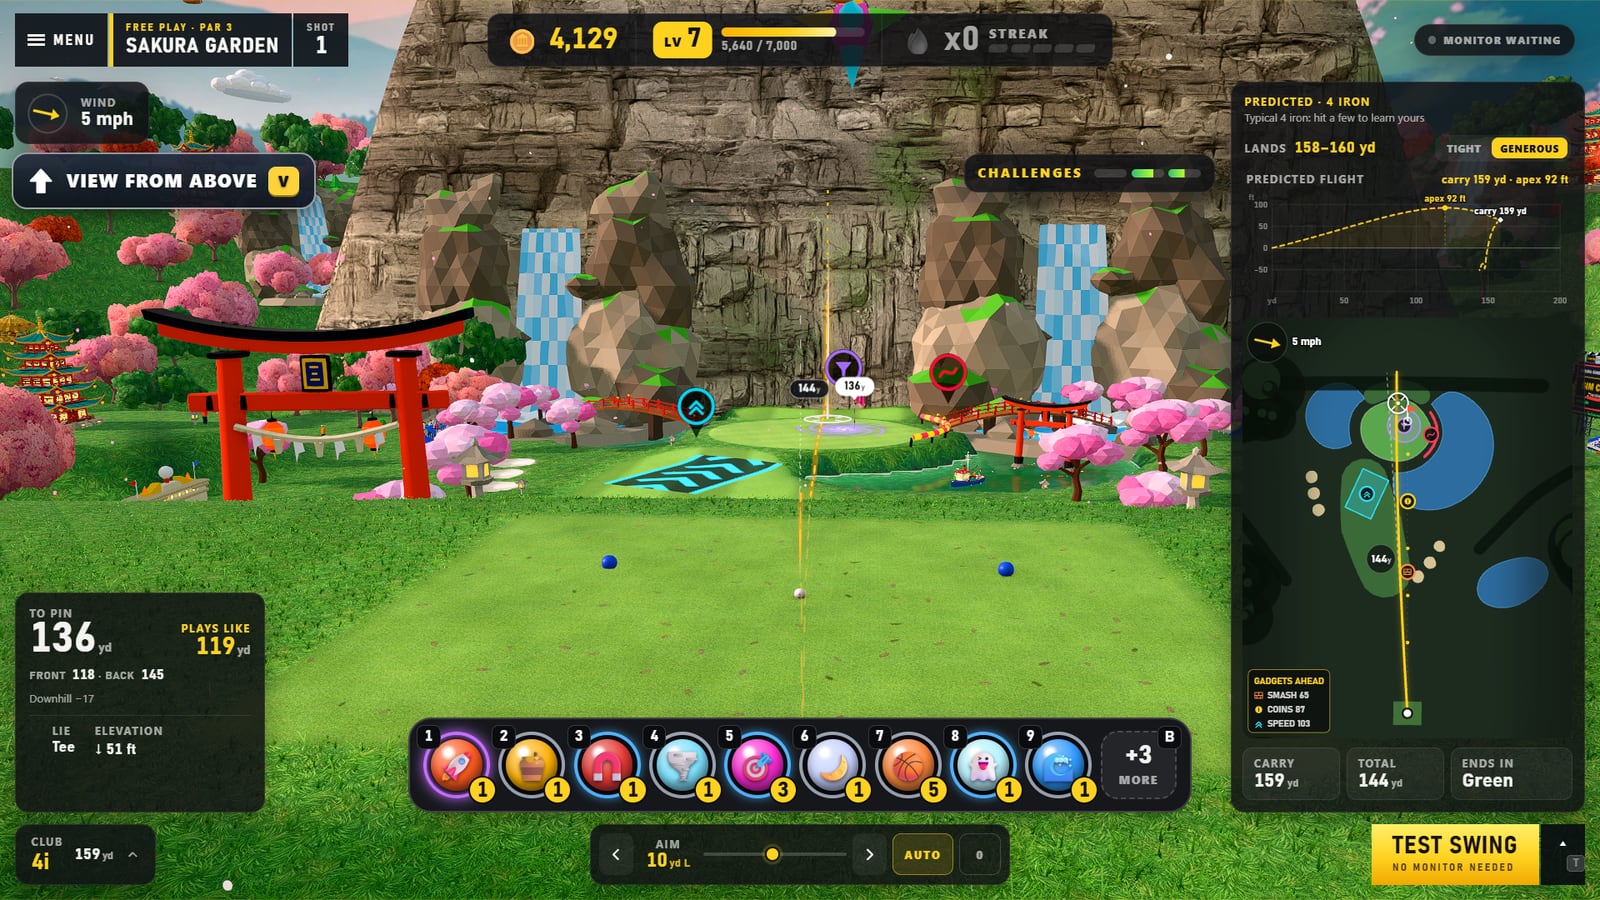 MENU
FREE PLAY · PAR 3
SAKURA GARDEN
SHOT
1
4,129
LV 7
5,640 / 7,000
x0 STREAK
MONITOR WAITING
WIND
5 mph
VIEW FROM ABOVE V
CHALLENGES
PREDICTED · 4 IRON
Typical 4 iron: hit a few to learn yours
LANDS 158–160 yd
TIGHT GENEROUS
PREDICTED FLIGHT
carry 159 yd · apex 92 ft
ft
100
50
0
−50
apex 92 ft
carry 159 yd
yd 50 100 150 200
5 mph
144y
136y
144y
GADGETS AHEAD
SMASH 65
COINS 87
SPEED 103
TO PIN
136 yd
PLAYS LIKE
119 yd
FRONT 118 · BACK 145
Downhill −17
LIE
Tee
ELEVATION
↓ 51 ft
1 2 3 4 5 6 7 8 9 B
1 1 1 1 3 1 5 1 1
+3
MORE
CARRY
159 yd
TOTAL
144 yd
ENDS IN
Green
CLUB
4i
159 yd
AIM
10 yd L
AUTO
0
TEST SWING
NO MONITOR NEEDED
T